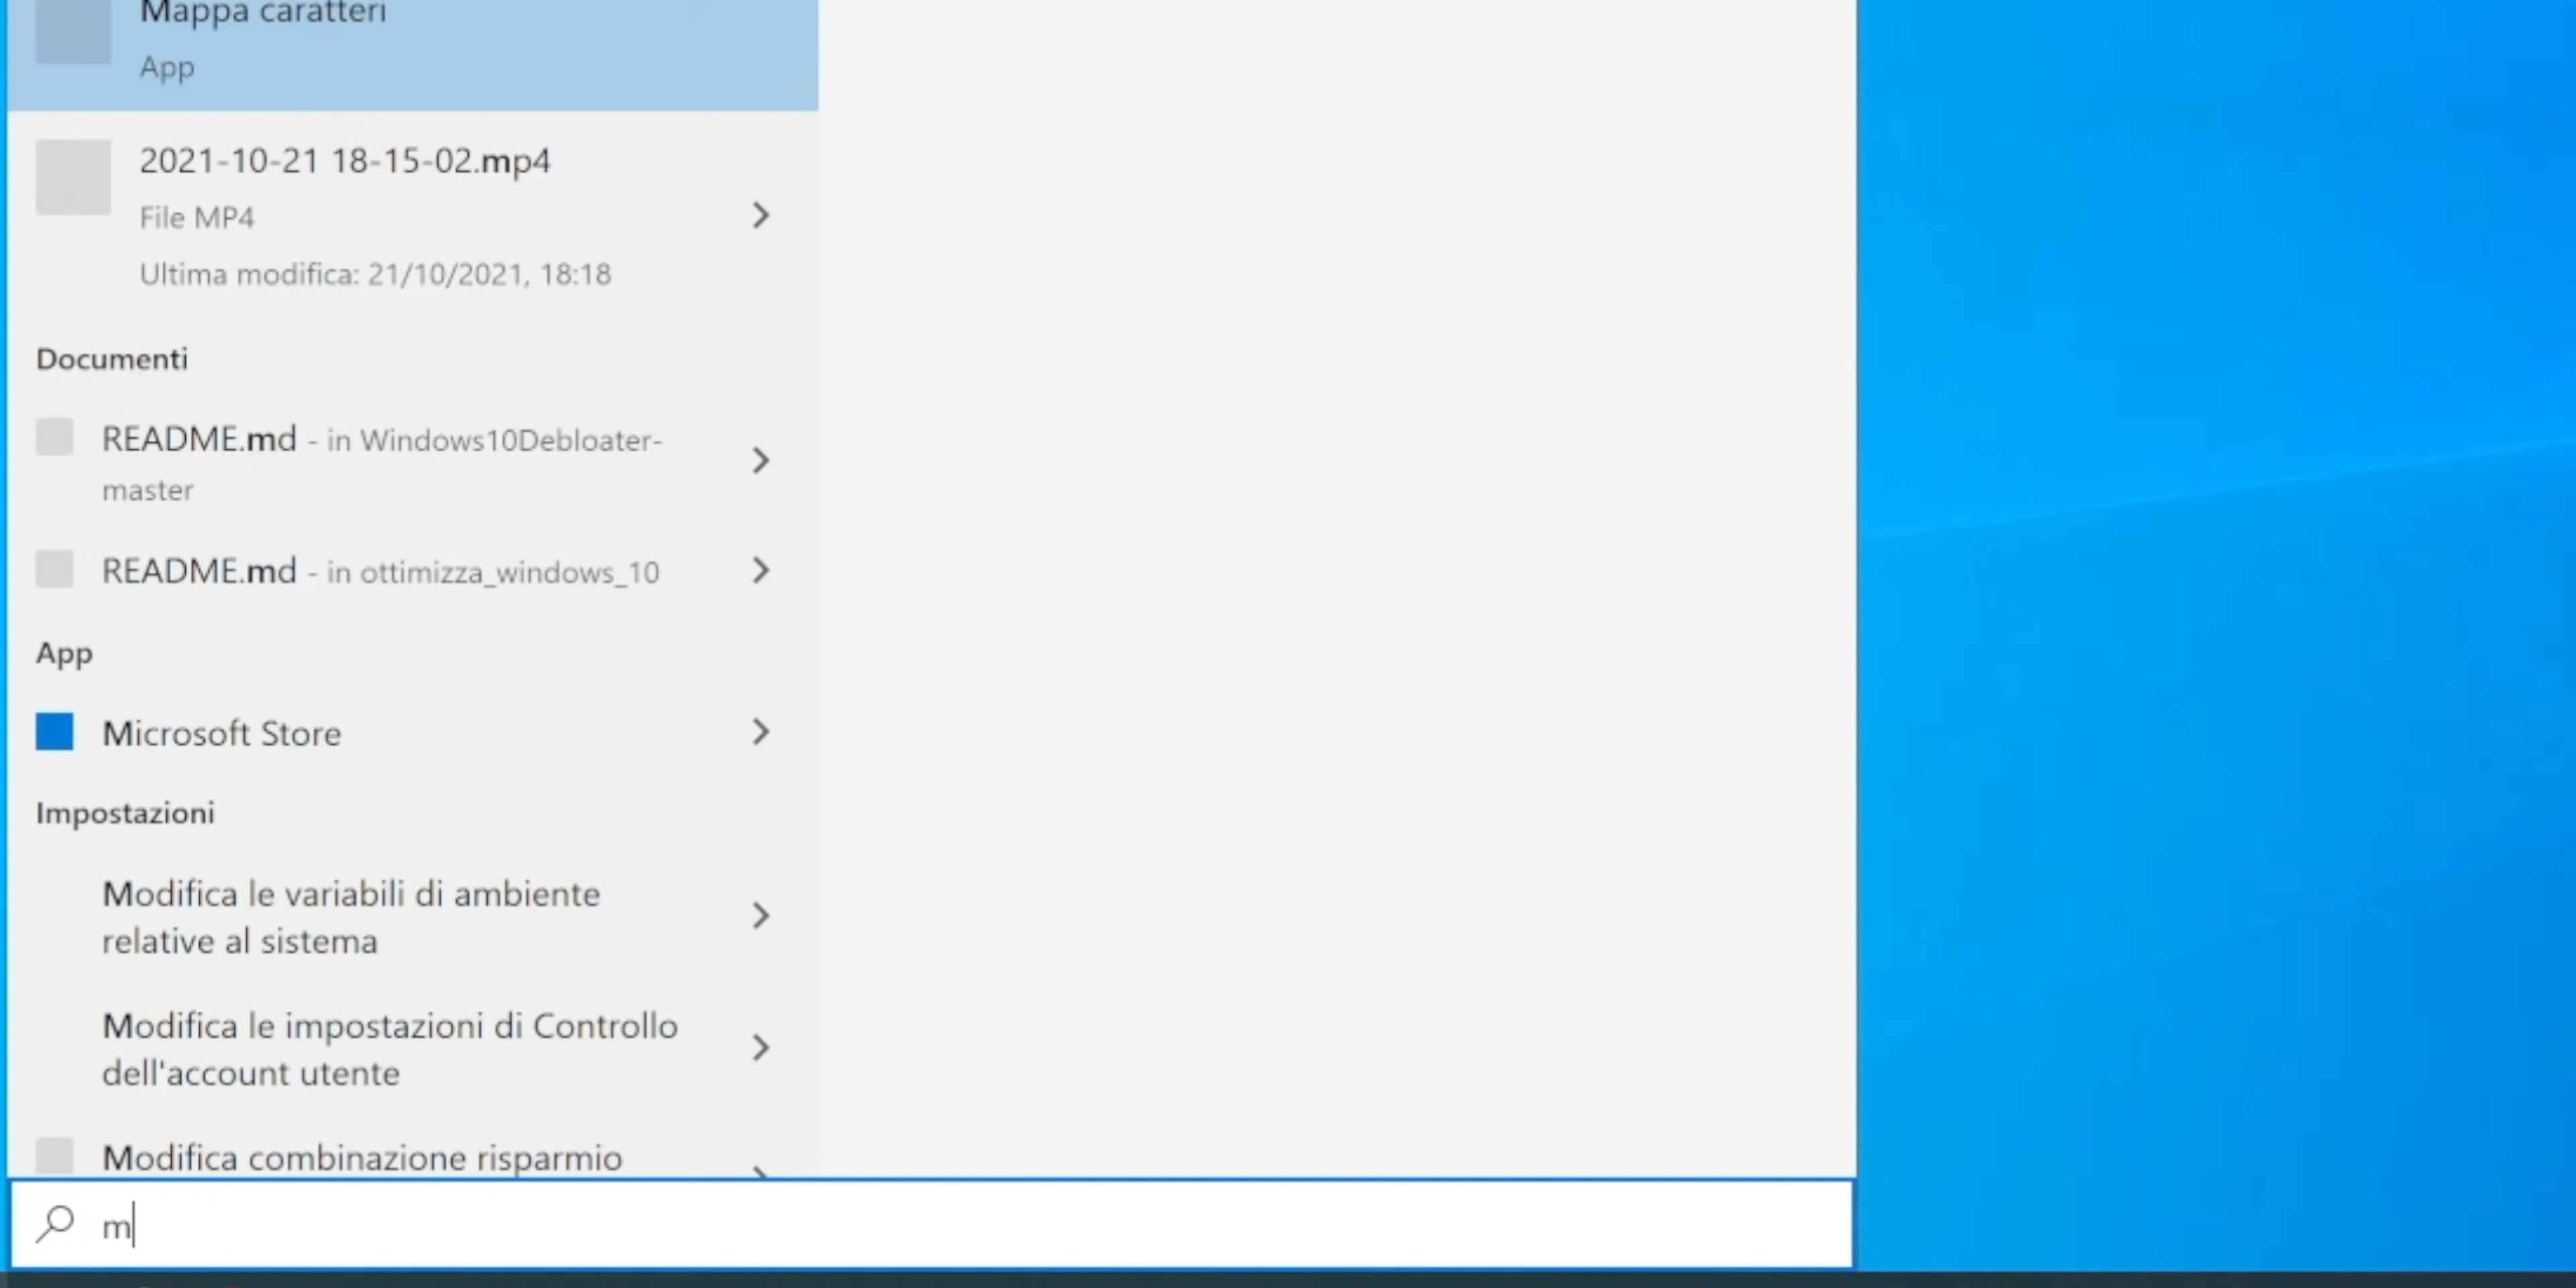 Mappa caratteri
App
2021-10-21 18-15-02.mp4
File MP4
Ultima modifica: 21/10/2021, 18:18
Documenti
README.md - in Windows10Debloater-
master
README.md - in ottimizza_windows_10
App
Microsoft Store
Impostazioni
Modifica le variabili di ambiente
relative al sistema
Modifica le impostazioni di Controllo
dell'account utente
Modifica combinazione risparmio
m